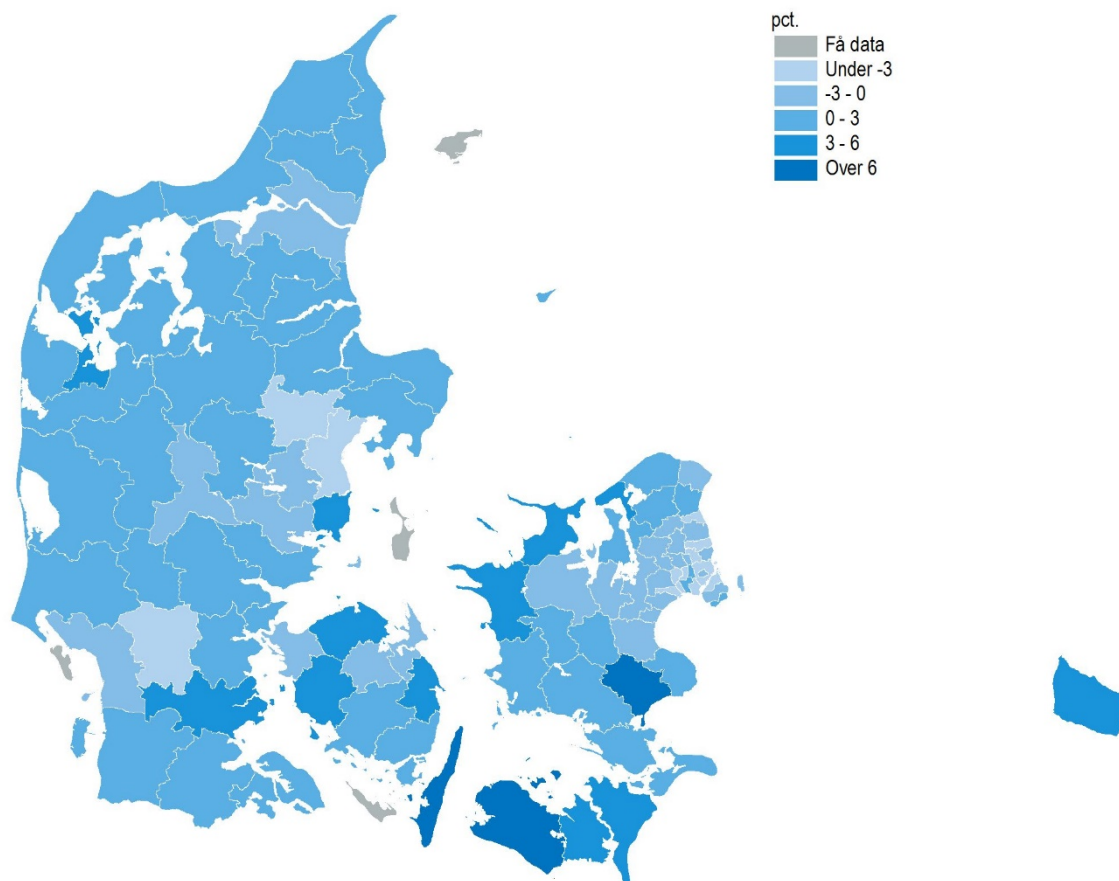 pct.
Få data
Under -3
-3 - 0
0 - 3
3 - 6
Over 6